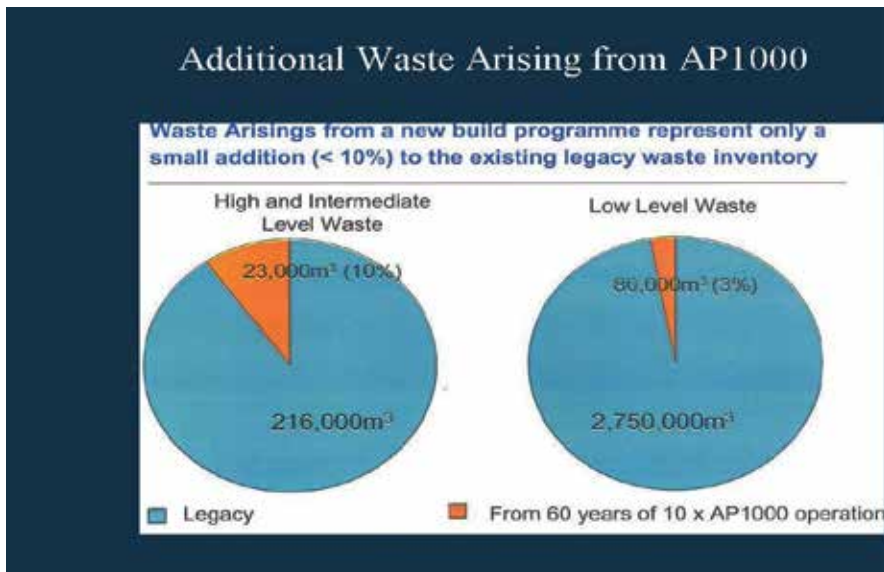 Additional Waste Arising from AP1000
Waste Arisings from a new build programme represent only a
small addition (< 10%) to the existing legacy waste inventory
High and Intermediate
Level Waste
Low Level Waste
23,000m³ (10%)
80,000m³ (3%)
216,000m³
2,750,000m³
Legacy
From 60 years of 10 x AP1000 operation